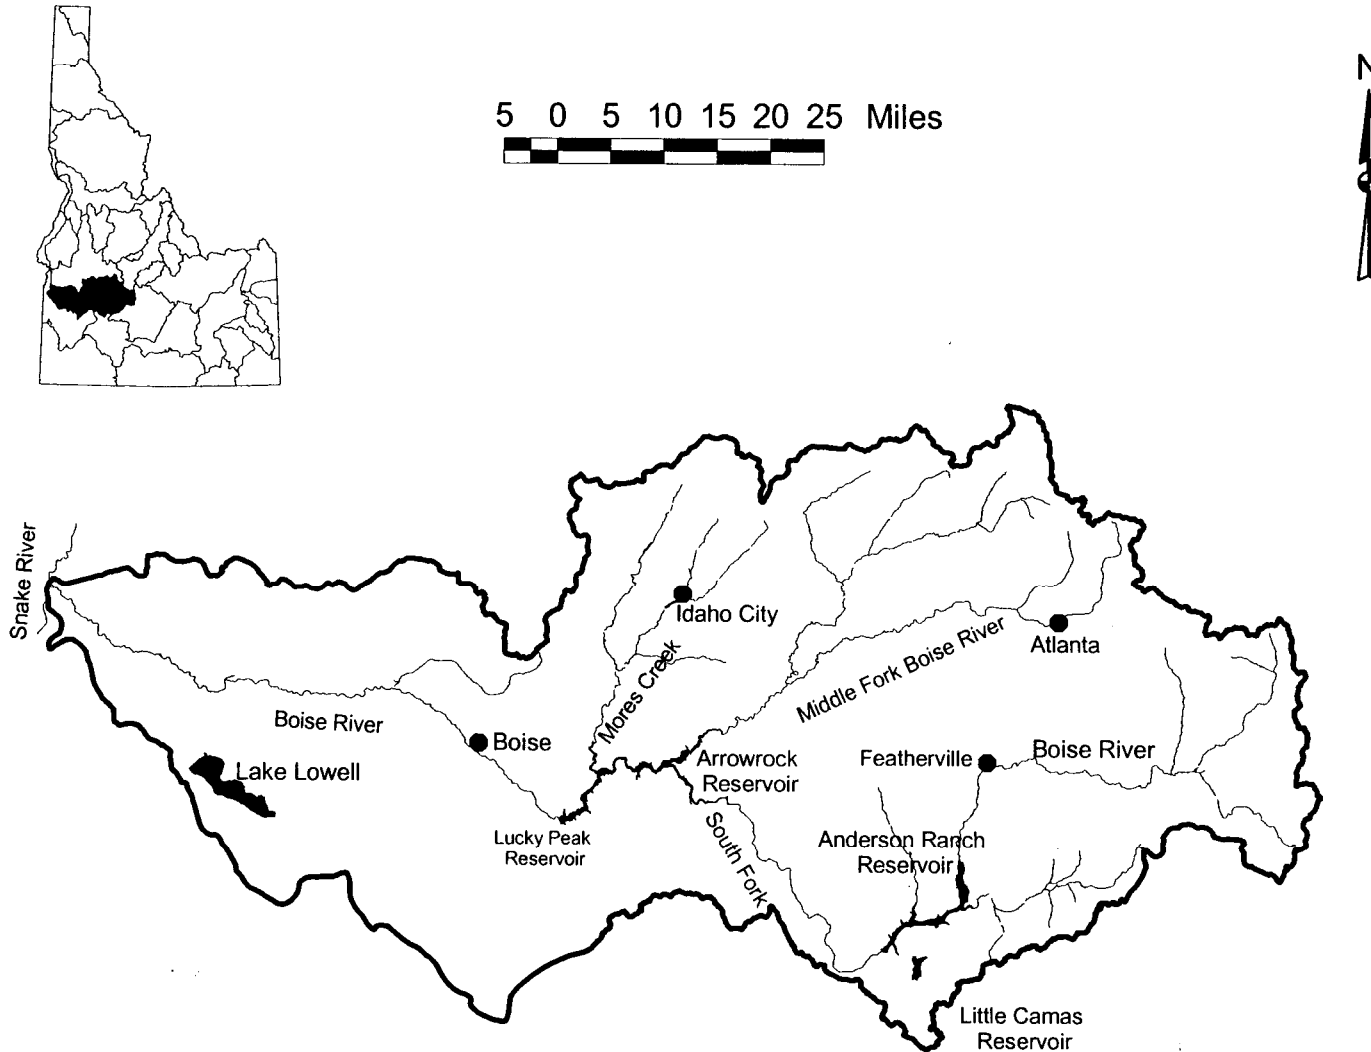 N
5 0 5 10 15 20 25 Miles
Snake River
Idaho City
Atlanta
Mores Creek
Middle Fork Boise River
Boise River
Boise
Lake Lowell
Arrowrock
Reservoir
Featherville
Boise River
Lucky Peak
Reservoir
South Fork
Anderson Ranch
Reservoir
Little Camas
Reservoir